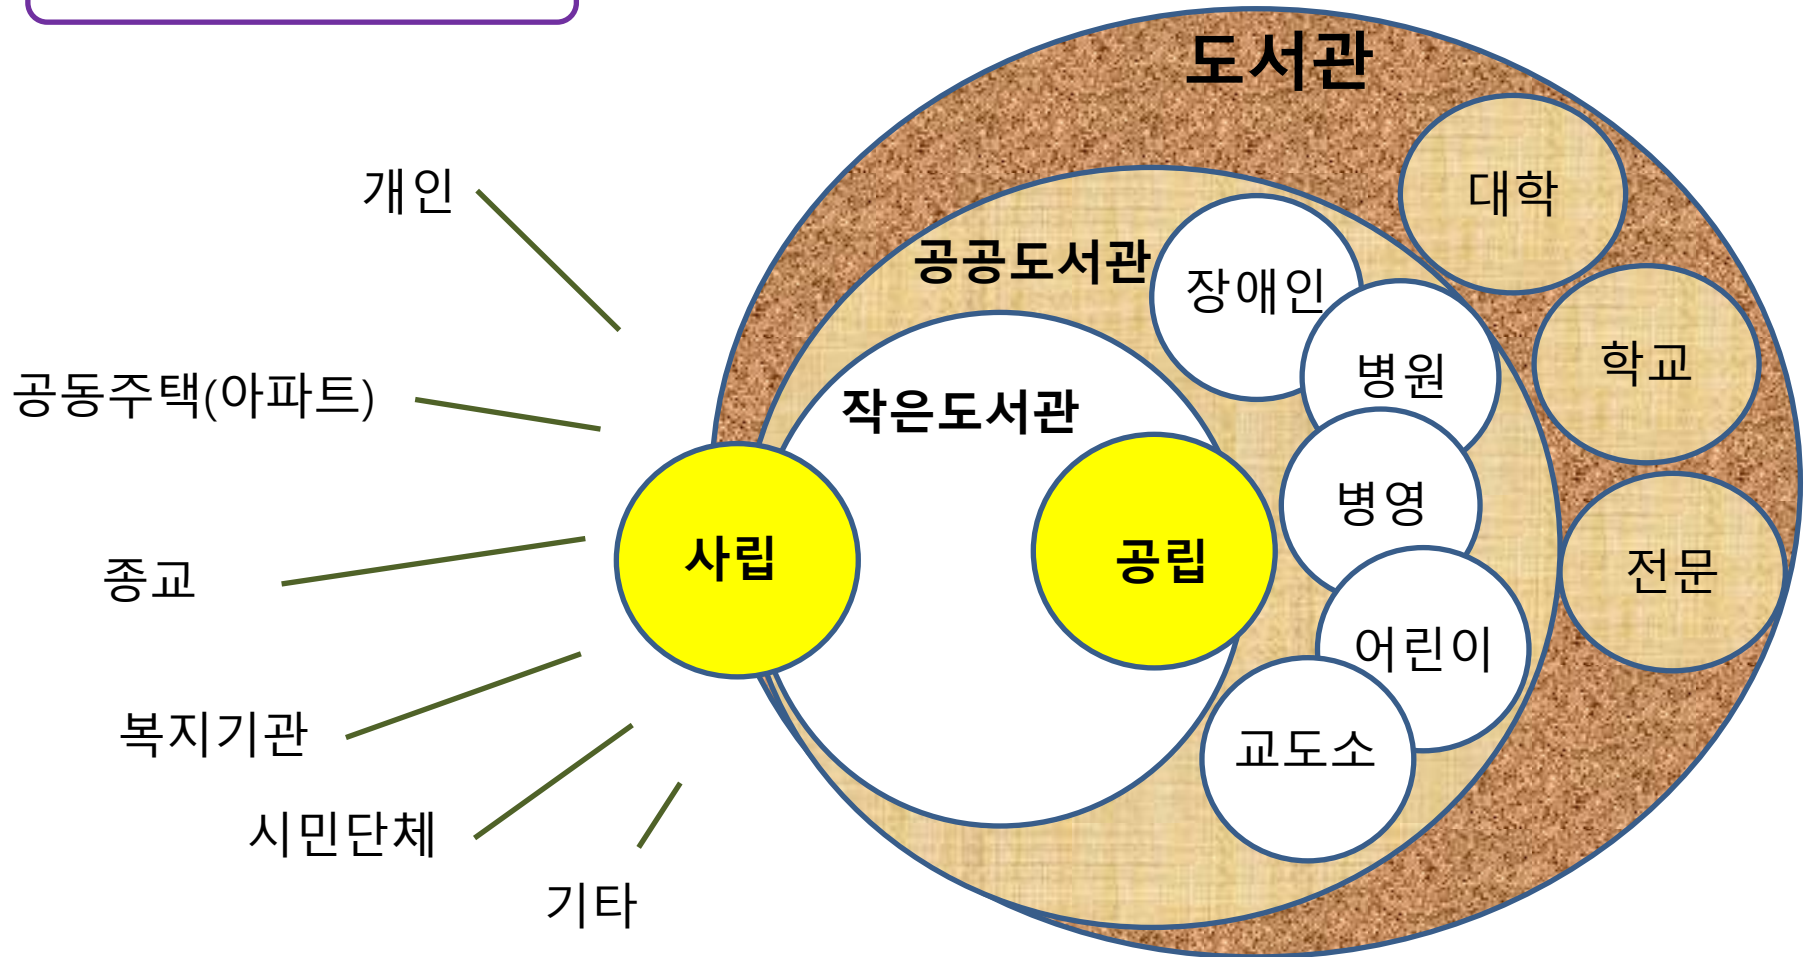 도서관
대학
개인
공공도서관
장애인
병원
학교
공동주택(아파트)
작은도서관
병영
사립
공립
종교
전문
어린이
복지기관
교도소
시민단체
기타